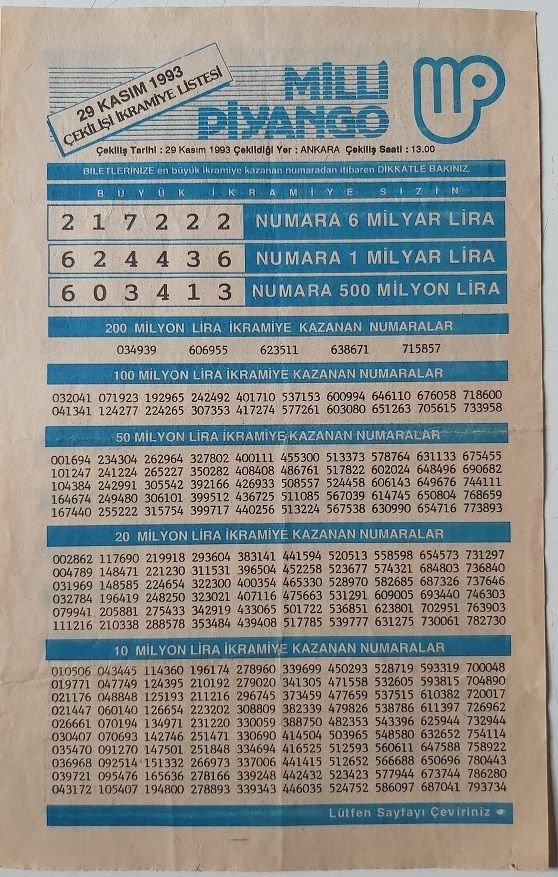 29 KASIM 1993
ÇEKİLİŞİ İKRAMİYE LİSTESİ
MİLLİ
PİYANGO
Çekiliş Tarihi : 29 Kasım 1993 Çekildiği Yer : ANKARA Çekiliş Saati : 13.00
BİLETLERİNİZE en büyük ikramiye kazanan numaradan itibaren DİKKATLE BAKINIZ.
BÜYÜK İKRAMİYE SİZİN
217222 NUMARA 6 MİLYAR LİRA
624436 NUMARA 1 MİLYAR LİRA
603413 NUMARA 500 MİLYON LİRA
200 MİLYON LİRA İKRAMİYE KAZANAN NUMARALAR
034939 606955 623511 638671 715857
100 MİLYON LİRA İKRAMİYE KAZANAN NUMARALAR
032041 071923 192965 242492 401710 537153 600994 646110 676058 718600
041341 124277 224265 307353 417274 577261 603080 651263 705615 733958
50 MİLYON LİRA İKRAMİYE KAZANAN NUMARALAR
001694 234304 262964 327802 400111 455300 513373 578764 631133 675455
101247 241224 265227 350282 408408 486761 517822 602024 648496 690682
104384 242991 305542 392166 426933 508557 524458 606143 649676 744111
164674 249480 306101 399512 436725 511085 567039 614745 650804 768659
167440 255222 315754 399717 440256 513224 567538 630990 654716 773893
20 MİLYON LİRA İKRAMİYE KAZANAN NUMARALAR
002862 117690 219918 293604 383141 441594 520513 558598 654573 731297
004789 148471 221230 311531 396504 452258 523677 574321 684803 736840
031969 148585 224654 322300 400354 465330 528970 582685 687326 737646
032784 196419 248250 323021 407116 475663 531291 609005 693440 746303
079941 205881 275433 342919 433065 501722 536851 623801 702951 763903
111216 210338 288578 353484 439408 517785 539777 631275 730061 782730
10 MİLYON LİRA İKRAMİYE KAZANAN NUMARALAR
010506 043445 114360 196174 278960 339699 450293 528719 593319 700048
019771 047749 124395 210192 279020 341305 471558 532605 593815 704890
021176 048848 125193 211216 296745 373459 477659 537515 610382 720017
021447 060140 126654 223202 308809 382339 479826 538786 611397 726962
026661 070194 134971 231220 330059 388750 482353 543396 625944 732944
030407 070693 142746 251471 330690 414504 503965 548580 632652 754114
035470 091270 147501 251848 334694 416525 512593 560611 647588 758922
036968 092514 151332 266973 337006 441415 512652 566688 650696 780443
039721 095476 165636 278166 339248 442432 523423 577944 673744 786280
043172 105407 194800 278893 339343 446035 524752 586097 687041 793734
Lütfen Sayfayı Çeviriniz